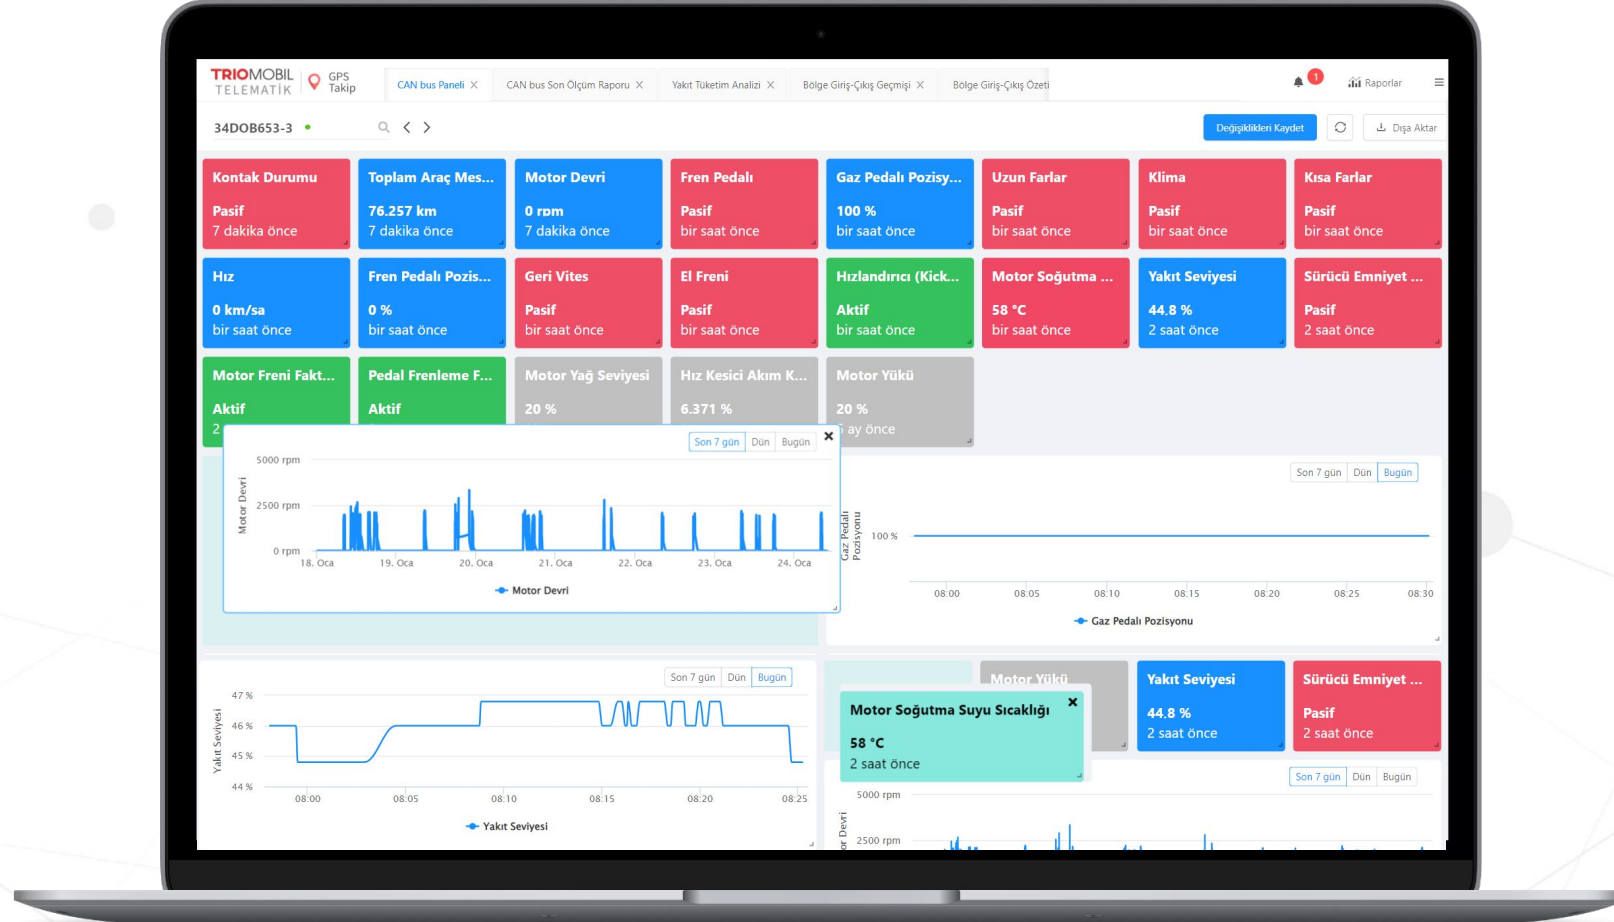 TRIOMOBIL
TELEMATİK
GPS
Takip
CAN bus Paneli X
CAN bus Son Ölçüm Raporu X
Yakıt Tüketim Analizi X
Bölge Giriş-Çıkış Geçmişi X
Bölge Giriş-Çıkış Özeti
1
Raporlar
34DOB653-3
Değişiklikleri Kaydet
Dışa Aktar
Kontak Durumu
Pasif
7 dakika önce
Toplam Araç Mes...
76.257 km
7 dakika önce
Motor Devri
0 rpm
7 dakika önce
Fren Pedalı
Pasif
bir saat önce
Gaz Pedalı Pozisy...
100 %
bir saat önce
Uzun Farlar
Pasif
bir saat önce
Klima
Pasif
bir saat önce
Kısa Farlar
Pasif
bir saat önce
Hız
0 km/sa
bir saat önce
Fren Pedalı Pozis...
0 %
bir saat önce
Geri Vites
Pasif
bir saat önce
El Freni
Pasif
bir saat önce
Hızlandırıcı (Kick...
Aktif
bir saat önce
Motor Soğutma ...
58 °C
bir saat önce
Yakıt Seviyesi
44.8 %
2 saat önce
Sürücü Emniyet ...
Pasif
2 saat önce
Motor Freni Fakt...
Aktif
2
Pedal Frenleme F...
Aktif
Motor Yağ Seviyesi
20 %
Hız Kesici Akım K...
6.371 %
Motor Yükü
20 %
ay önce
Son 7 gün Dün Bugün
5000 rpm
2500 rpm
0 rpm
Motor Devri
18. Oca 19. Oca 20. Oca 21. Oca 22. Oca 23. Oca 24. Oca
Motor Devri
Son 7 gün Dün Bugün
Gaz Pedalı
Pozisyonu
100 %
08:00 08:05 08:10 08:15 08:20 08:25 08:30
Gaz Pedalı Pozisyonu
Son 7 gün Dün Bugün
47 %
46 %
45 %
44 %
Yakıt Seviyesi
08:00 08:05 08:10 08:15 08:20 08:25
Yakıt Seviyesi
Motor Yükü
Motor Soğutma Suyu Sıcaklığı
58 °C
2 saat önce
Yakıt Seviyesi
44.8 %
2 saat önce
Sürücü Emniyet ...
Pasif
2 saat önce
Son 7 gün Dün Bugün
5000 rpm
2500 rpm
or Devri